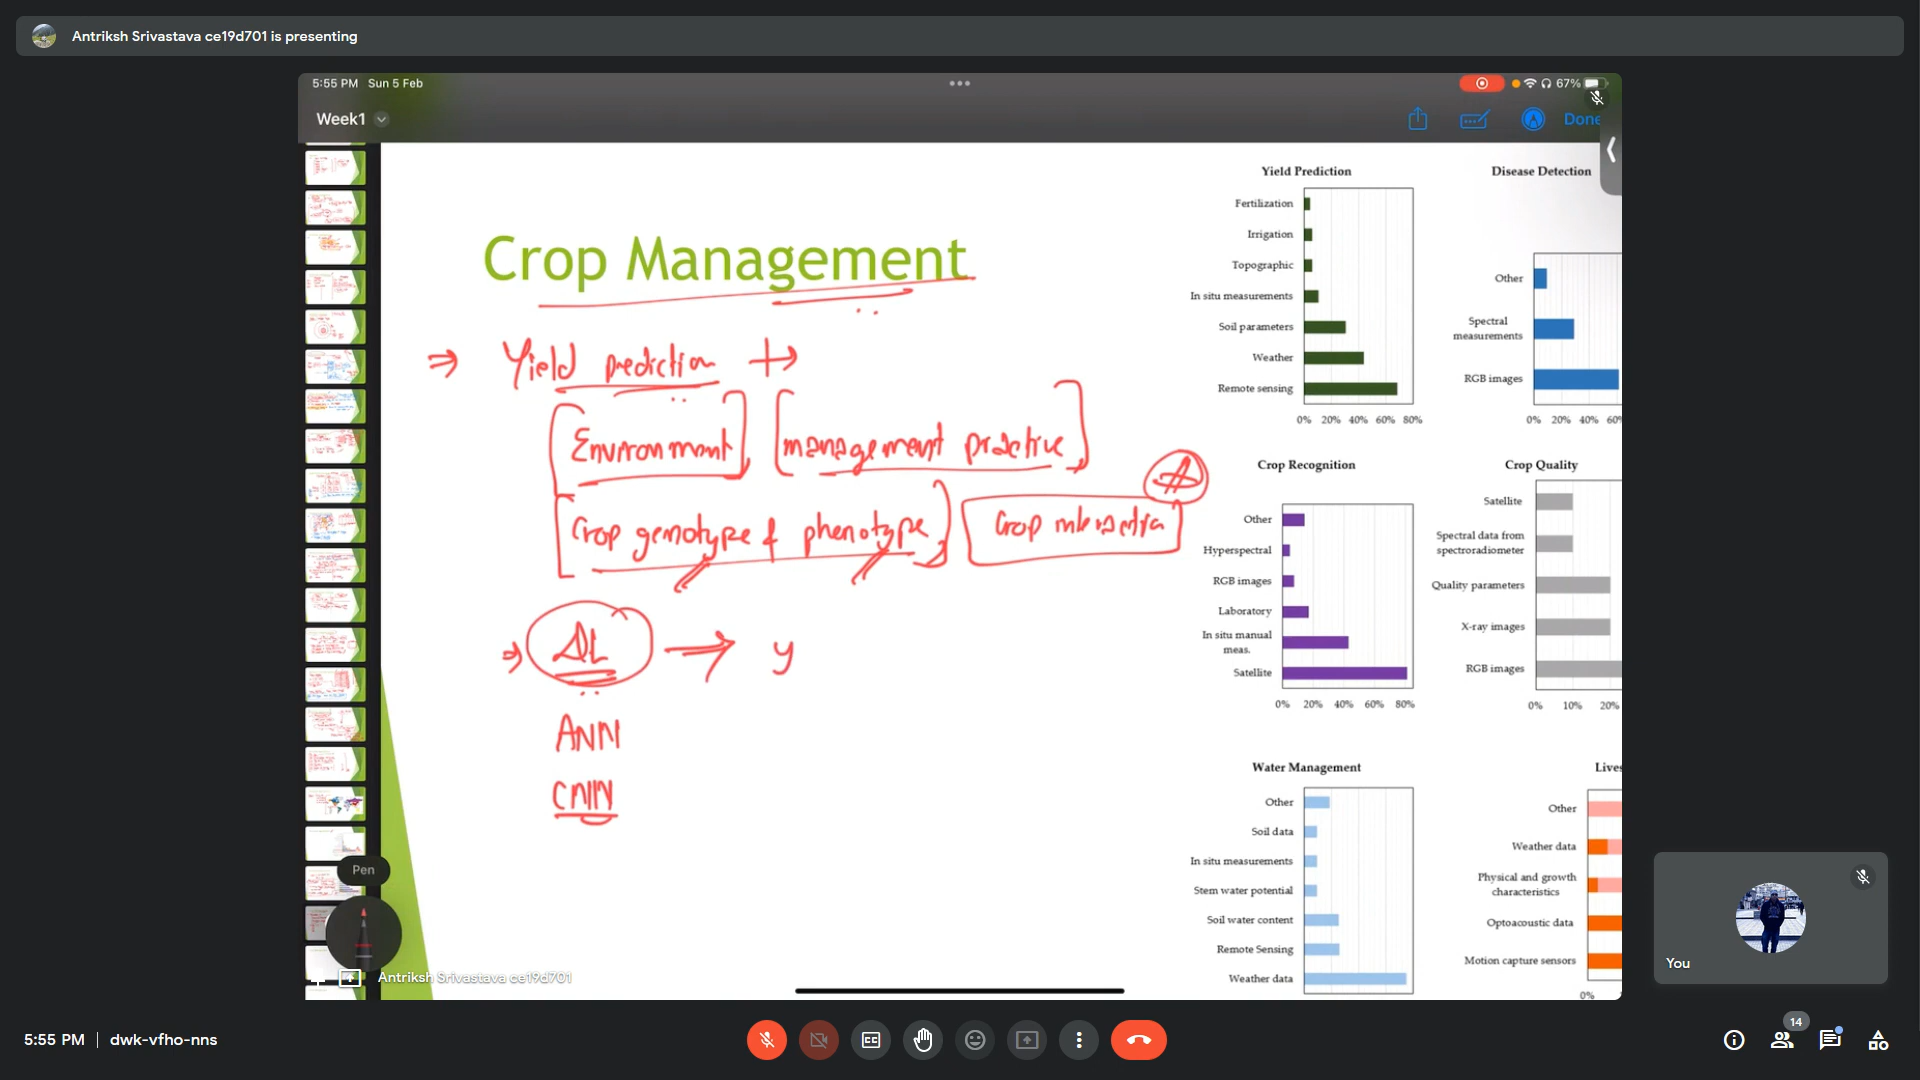 Antriksh Srivastava ce19d701 is presenting
5:55 PM Sun 5 Feb
67%
Week1
Done
Crop Management
⇒ Yield prediction +→
[Environment] [management practice]
[Crop genotype & phenotype]
⇒ DL → y
ANN
CNN
Yield Prediction
Fertilization
Irrigation
Topographic
In situ measurements
Soil parameters
Weather
Remote sensing
0% 20% 40% 60% 80%
Disease Detection
Other
Spectral
measurements
RGB images
0% 20% 40% 60%
Crop Recognition
Other
Hyperspectral
RGB images
Laboratory
In situ manual
meas.
Satellite
0% 20% 40% 60% 80%
Crop Quality
Satellite
Spectral data from
spectroradiometer
Quality parameters
X-ray images
RGB images
0% 10% 20%
Water Management
Other
Soil data
In situ measurements
Stem water potential
Soil water content
Remote Sensing
Weather data
Lives
Other
Weather data
Physical and growth
characteristics
Optoacoustic data
Motion capture sensors
0%
Pen
Antriksh Srivastava ce19d701
You
5:55 PM | dwk-vfho-nns
CC
14